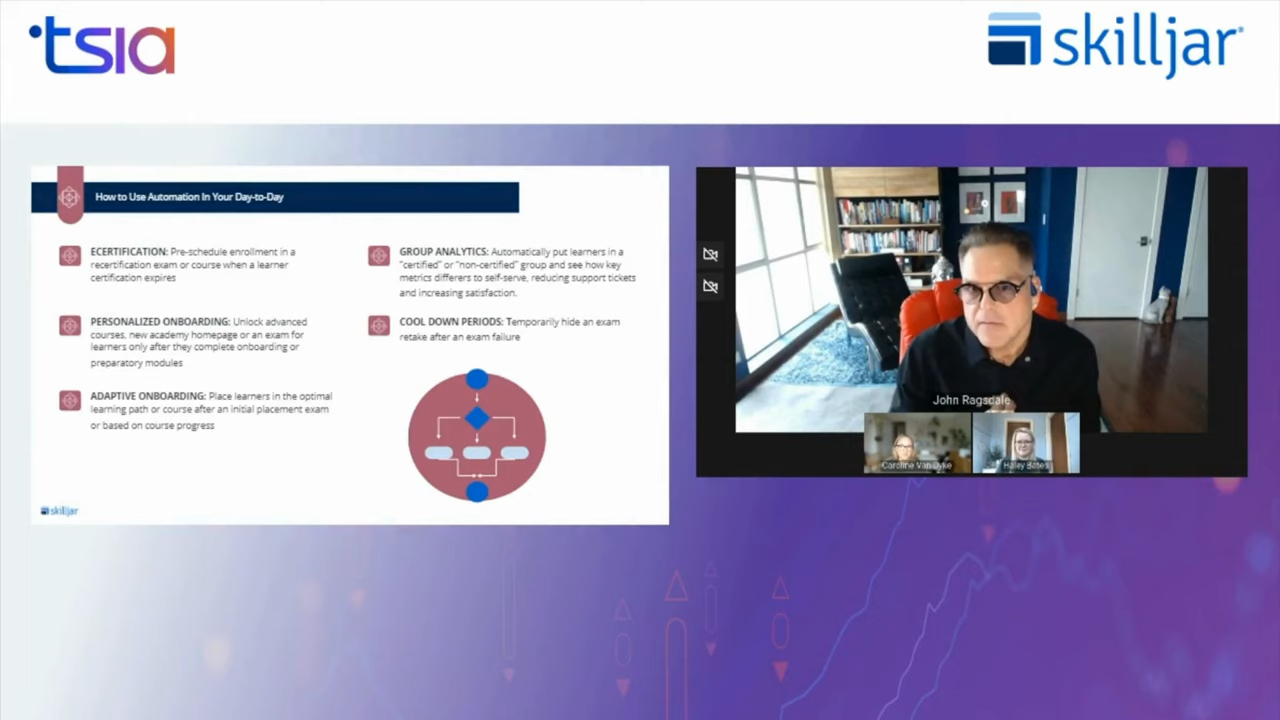 tsia
skilljar
How to Use Automation In Your Day-to-Day
ECERTIFICATION: Pre-schedule enrollment in a
recertification exam or course when a learner
certification expires
PERSONALIZED ONBOARDING: Unlock advanced
courses, new academy homepage or an exam for
learners only after they complete onboarding or
preparatory modules
ADAPTIVE ONBOARDING: Place learners in the optimal
learning path or course after an initial placement exam
or based on course progress
GROUP ANALYTICS: Automatically put learners in a
"certified" or "non-certified" group and see how key
metrics differers to self-serve, reducing support tickets
and increasing satisfaction.
COOL DOWN PERIODS: Temporarily hide an exam
retake after an exam failure
skilljar
John Ragsdale
Caroline Van Dyke
Haley Bates